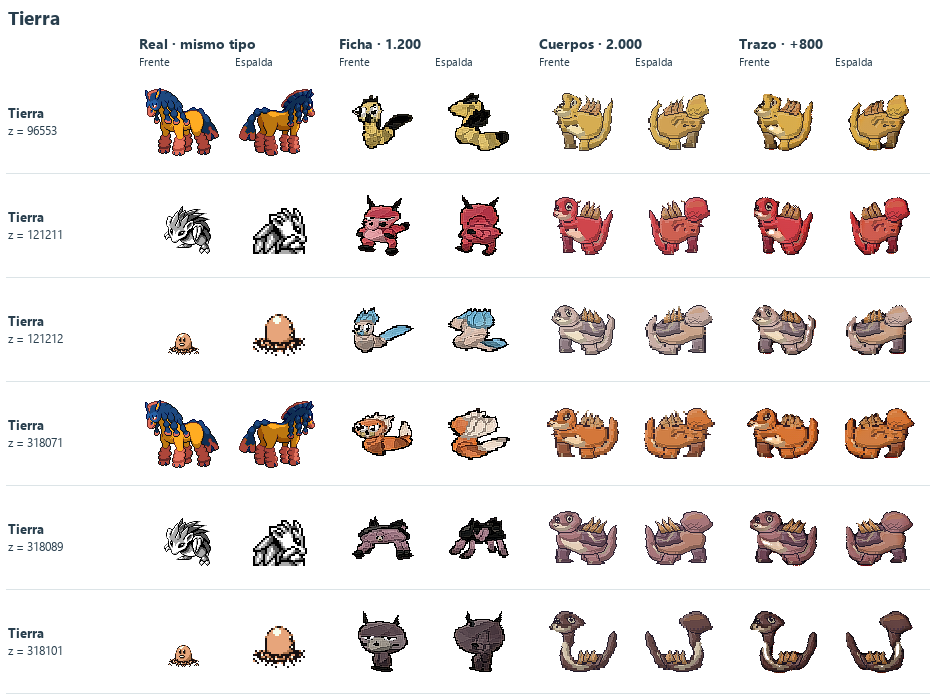 Tierra
Real · mismo tipo Ficha · 1.200 Cuerpos · 2.000 Trazo · +800
Frente Espalda Frente Espalda Frente Espalda Frente Espalda
Tierra
z = 96553
Tierra
z = 121211
Tierra
z = 121212
Tierra
z = 318071
Tierra
z = 318089
Tierra
z = 318101